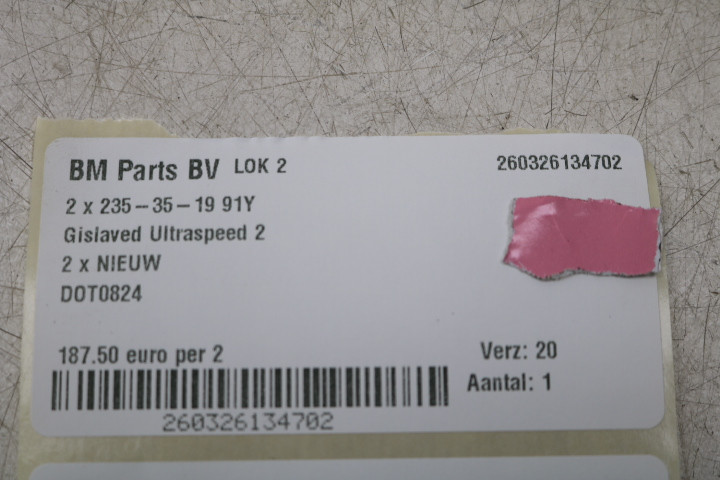 BM Parts BV LOK 2 260326134702
2 x 235-35-19 91Y
Gislaved Ultraspeed 2
2 x NIEUW
DOT0824
187.50 euro per 2 Verz: 20
Aantal: 1
260326134702